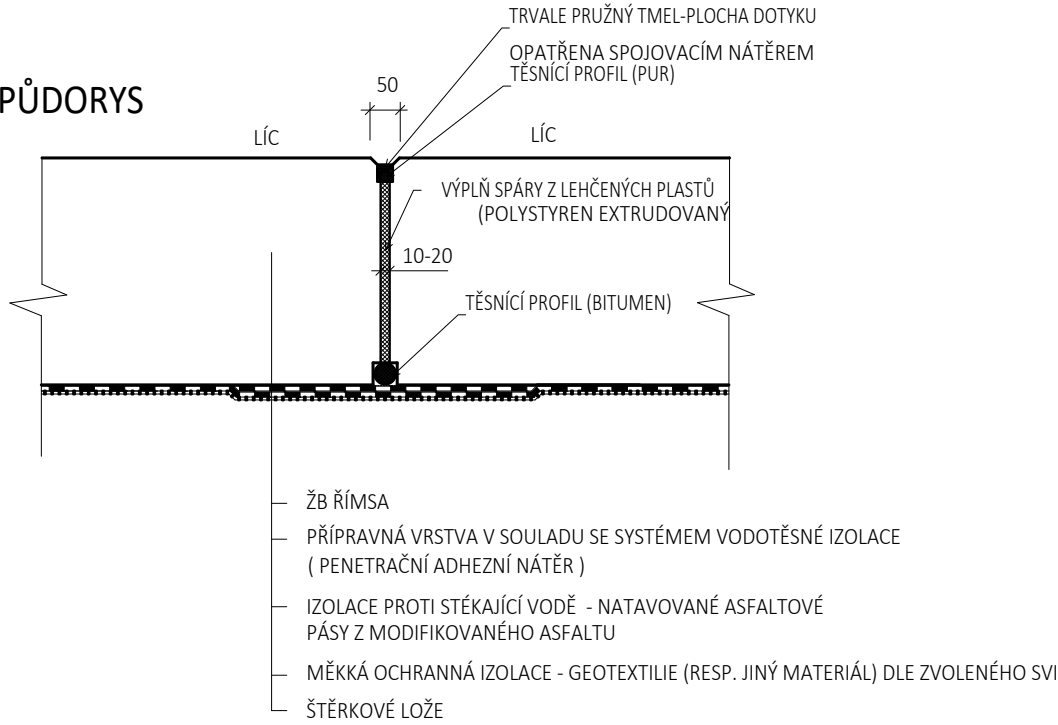 TRVALE PRUŽNÝ TMEL-PLOCHA DOTYKU
OPATŘENA SPOJOVACÍM NÁTĚREM
TĚSNÍCÍ PROFIL (PUR)
PŮDORYS
50
LÍC
LÍC
VÝPLŇ SPÁRY Z LEHČENÝCH PLASTŮ
(POLYSTYREN EXTRUDOVANÝ
10-20
TĚSNÍCÍ PROFIL (BITUMEN)
ŽB ŘÍMSA
PŘÍPRAVNÁ VRSTVA V SOULADU SE SYSTÉMEM VODOTĚSNÉ IZOLACE
( PENETRAČNÍ ADHEZNÍ NÁTĚR )
IZOLACE PROTI STÉKAJÍCÍ VODĚ - NATAVOVANÉ ASFALTOVÉ
PÁSY Z MODIFIKOVANÉHO ASFALTU
MĚKKÁ OCHRANNÁ IZOLACE - GEOTEXTILIE (RESP. JINÝ MATERIÁL) DLE ZVOLENÉHO
ŠTĚRKOVÉ LOŽE